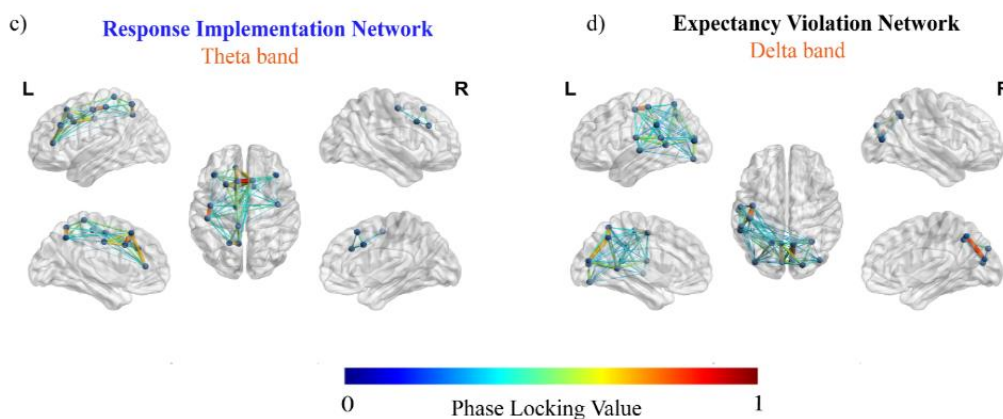 c)
Response Implementation Network
Theta band
L
R
d)
Expectancy Violation Network
Delta band
L
0
Phase Locking Value
1